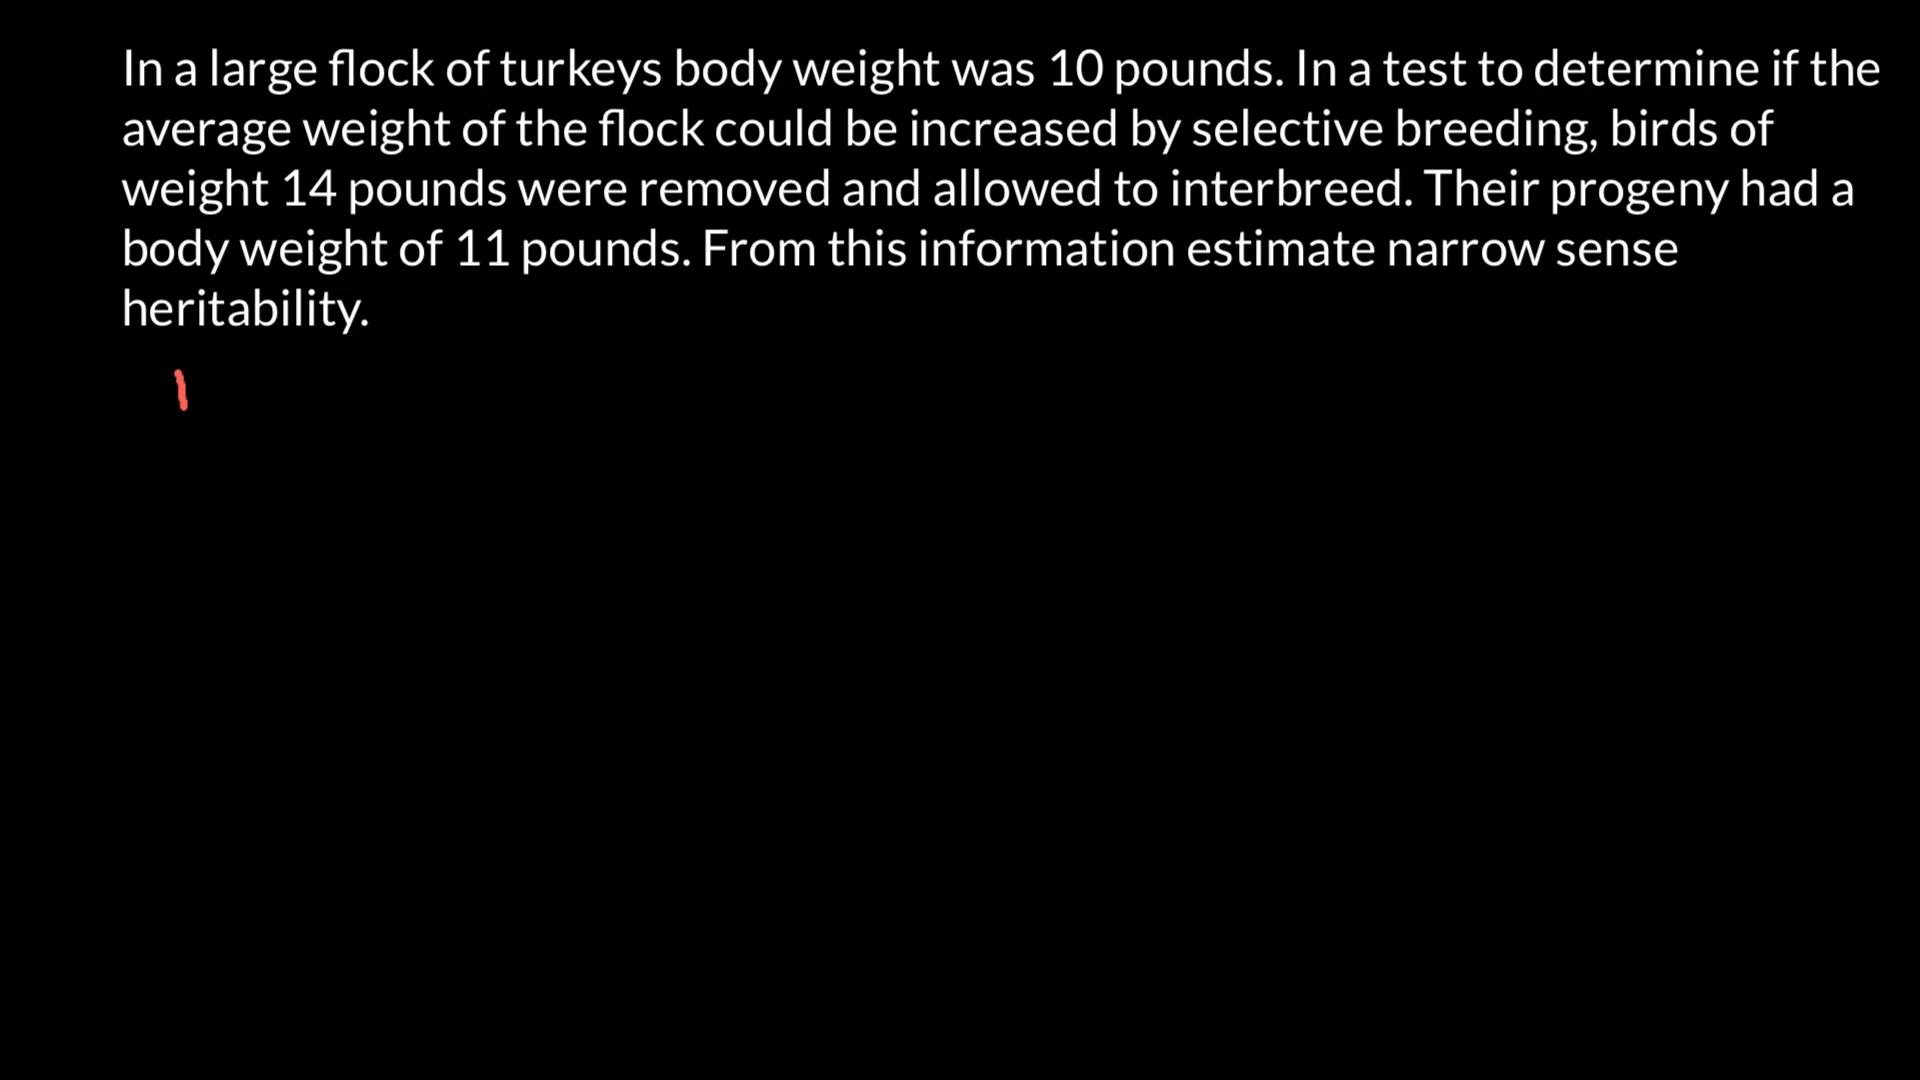 In a large flock of turkeys body weight was 10 pounds. In a test to determine if the
average weight of the flock could be increased by selective breeding, birds of
weight 14 pounds were removed and allowed to interbreed. Their progeny had a
body weight of 11 pounds. From this information estimate narrow sense
heritability.